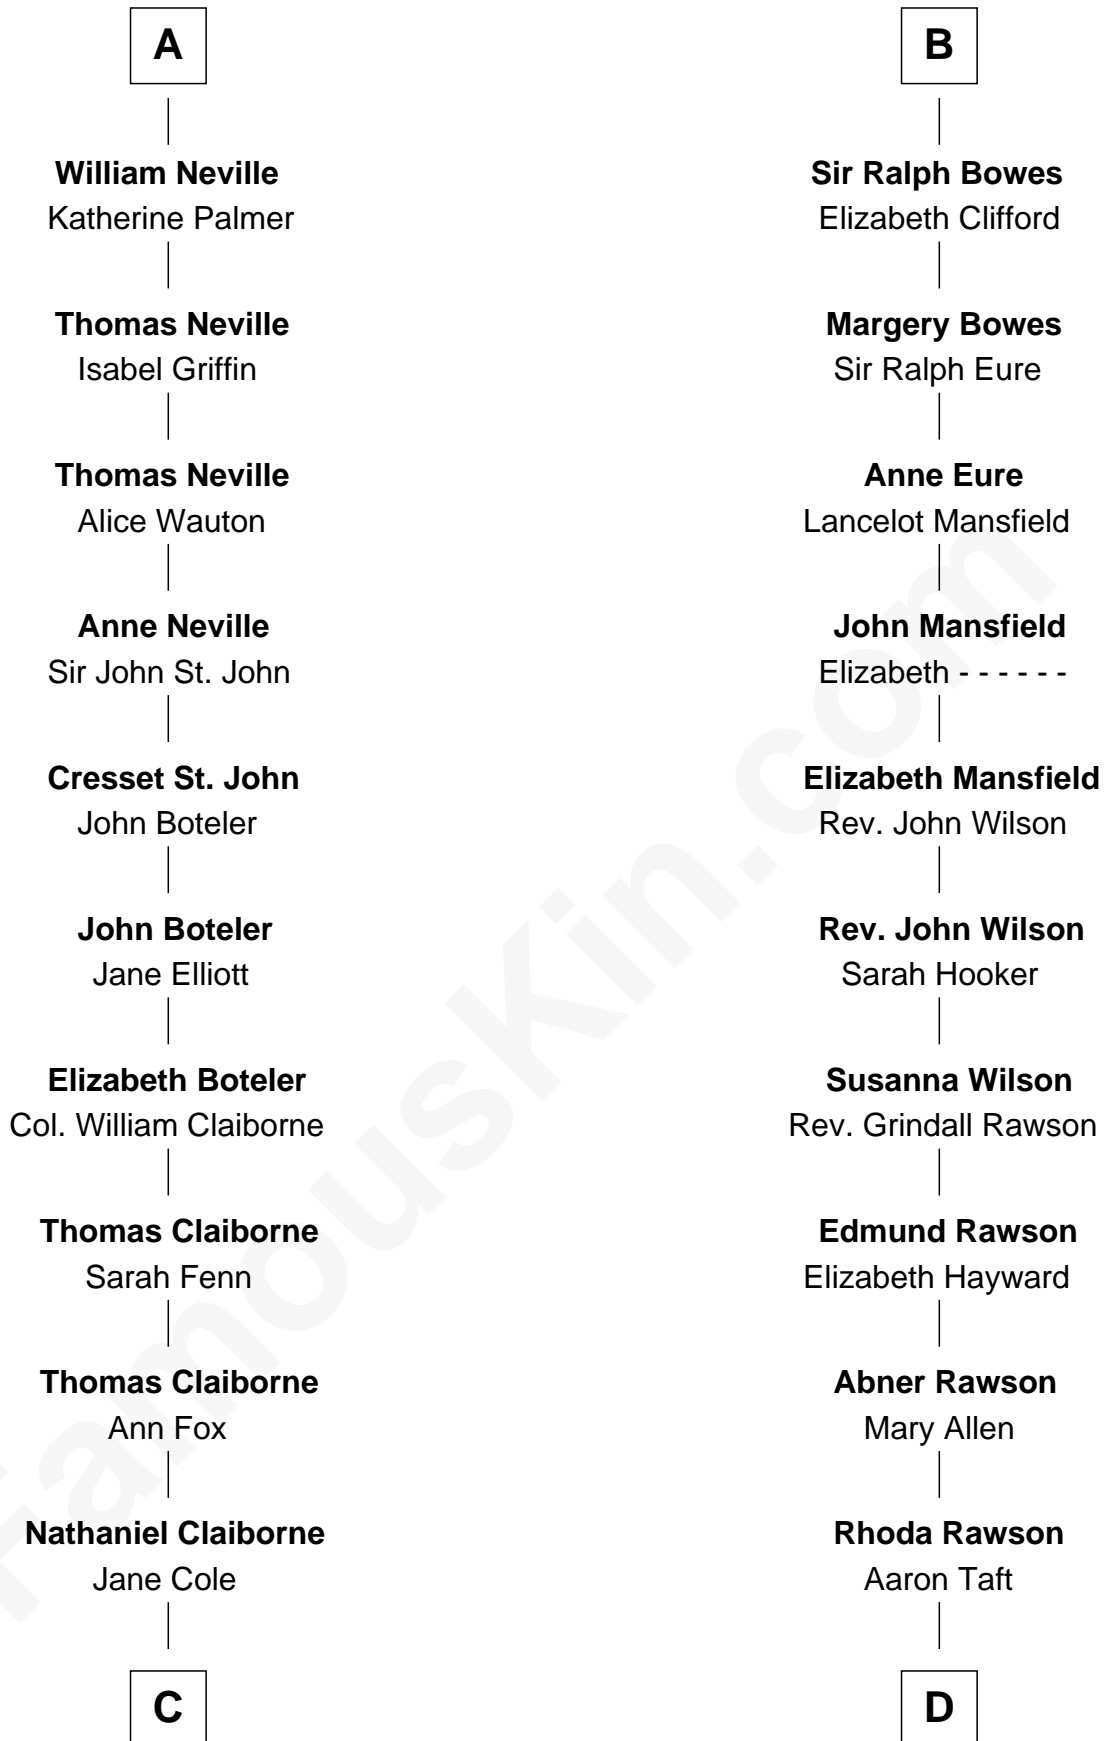 A
William Neville
Katherine Palmer
Thomas Neville
Isabel Griffin
Thomas Neville
Alice Wauton
Anne Neville
Sir John St. John
Cresset St. John
John Boteler
John Boteler
Jane Elliott
Elizabeth Boteler
Col. William Claiborne
Thomas Claiborne
Sarah Fenn
Thomas Claiborne
Ann Fox
Nathaniel Claiborne
Jane Cole
C
B
Sir Ralph Bowes
Elizabeth Clifford
Margery Bowes
Sir Ralph Eure
Anne Eure
Lancelot Mansfield
John Mansfield
Elizabeth - - - - - -
Elizabeth Mansfield
Rev. John Wilson
Rev. John Wilson
Sarah Hooker
Susanna Wilson
Rev. Grindall Rawson
Edmund Rawson
Elizabeth Hayward
Abner Rawson
Mary Allen
Rhoda Rawson
Aaron Taft
D
FamousKin.com